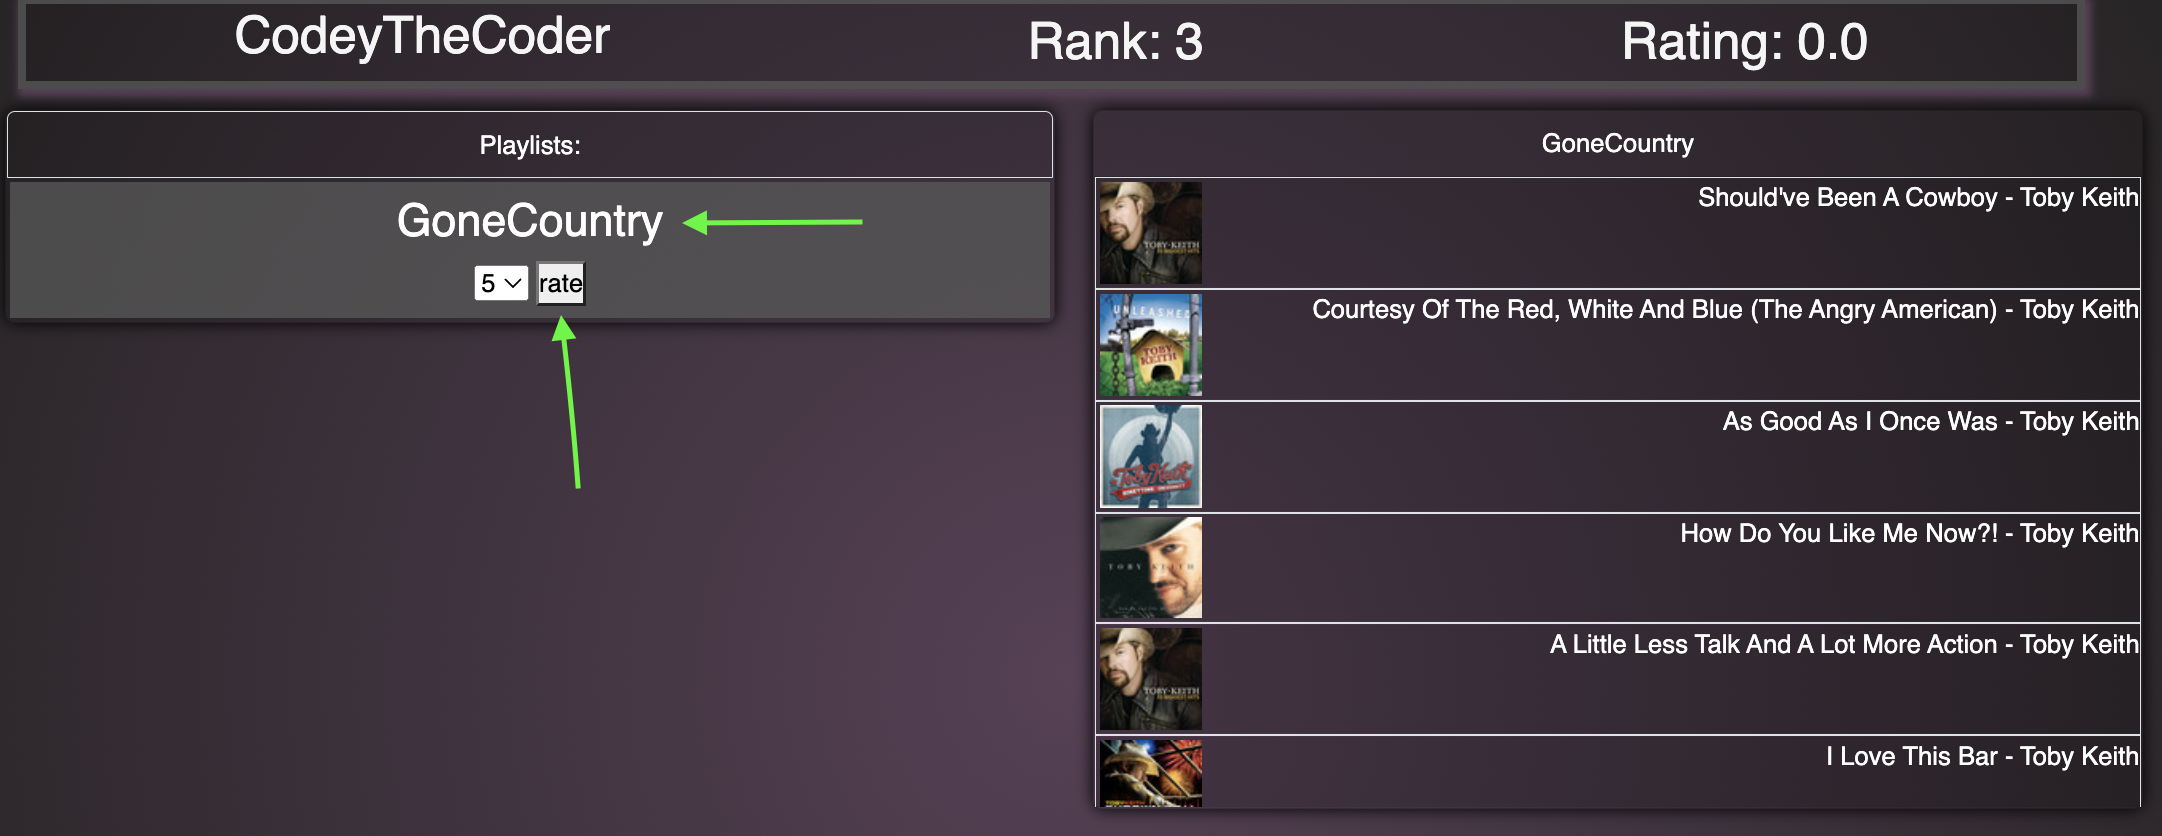 CodeyTheCoder Rank: 3 Rating: 0.0
Playlists:
GoneCountry
5 rate
GoneCountry
TOBY KEITH
Should've Been A Cowboy - Toby Keith
UNLEASHED
TOBY
KEITH
Courtesy Of The Red, White And Blue (The Angry American) - Toby Keith
Toby Keith
As Good As I Once Was - Toby Keith
TOBY KEITH
How Do You Like Me Now?! - Toby Keith
TOBY KEITH
A Little Less Talk And A Lot More Action - Toby Keith
TOBY KEITH
I Love This Bar - Toby Keith